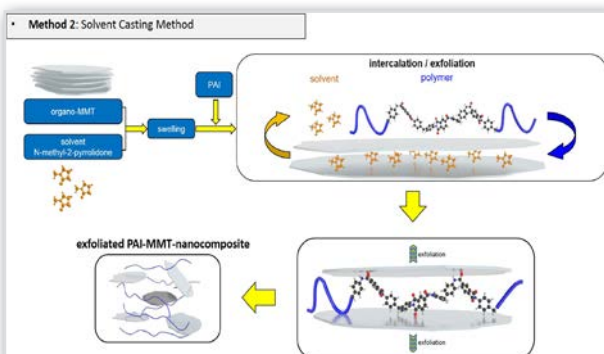 • Method 2: Solvent Casting Method
intercalation / exfoliation
solvent
polymer
PAI
organo-MMT
swelling
solvent
N-methyl-2-pyrrolidone
exfoliated PAI-MMT-nanocomposite
exfoliation
exfoliation